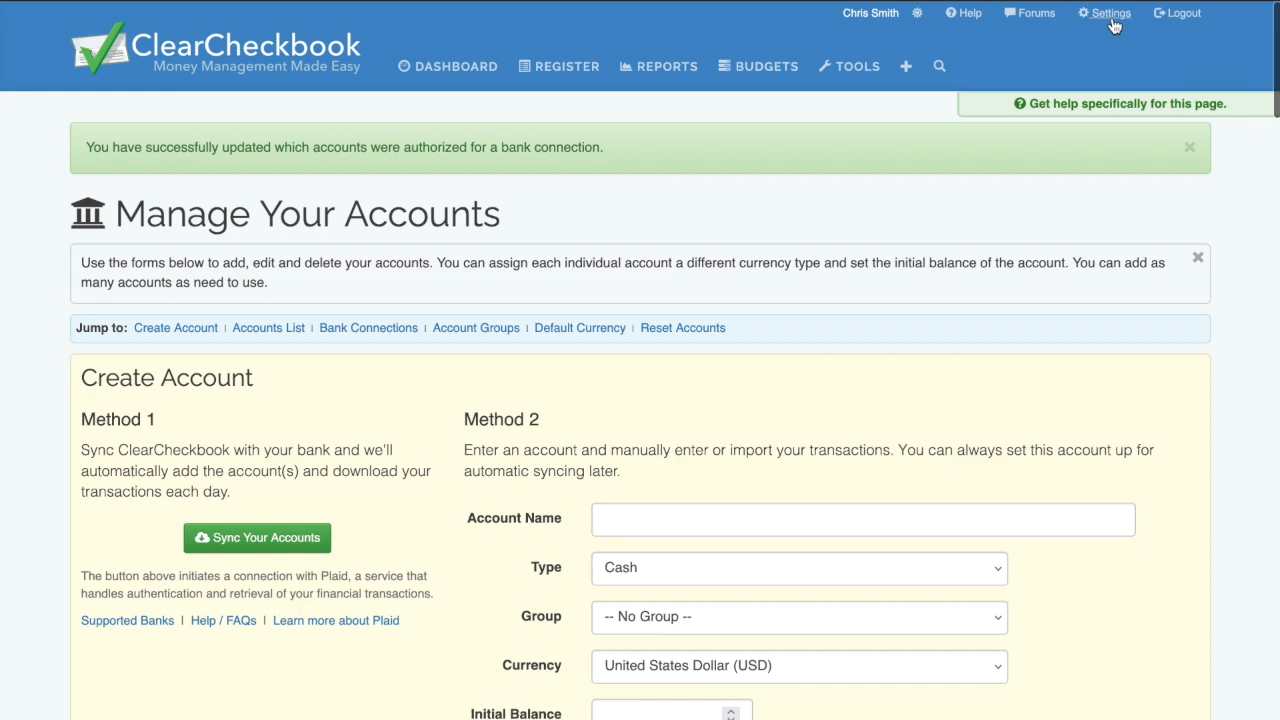 Chris Smith Help Forums Settings Logout
ClearCheckbook
Money Management Made Easy
DASHBOARD REGISTER REPORTS BUDGETS TOOLS
Get help specifically for this page.
You have successfully updated which accounts were authorized for a bank connection.
Manage Your Accounts
Use the forms below to add, edit and delete your accounts. You can assign each individual account a different currency type and set the initial balance of the account. You can add as
many accounts as need to use.
Jump to: Create Account | Accounts List | Bank Connections | Account Groups | Default Currency | Reset Accounts
Create Account
Method 1
Sync ClearCheckbook with your bank and we'll
automatically add the account(s) and download your
transactions each day.
Sync Your Accounts
The button above initiates a connection with Plaid, a service that
handles authentication and retrieval of your financial transactions.
Supported Banks | Help / FAQs | Learn more about Plaid
Method 2
Enter an account and manually enter or import your transactions. You can always set this account up for
automatic syncing later.
Account Name
Type Cash
Group -- No Group --
Currency United States Dollar (USD)
Initial Balance